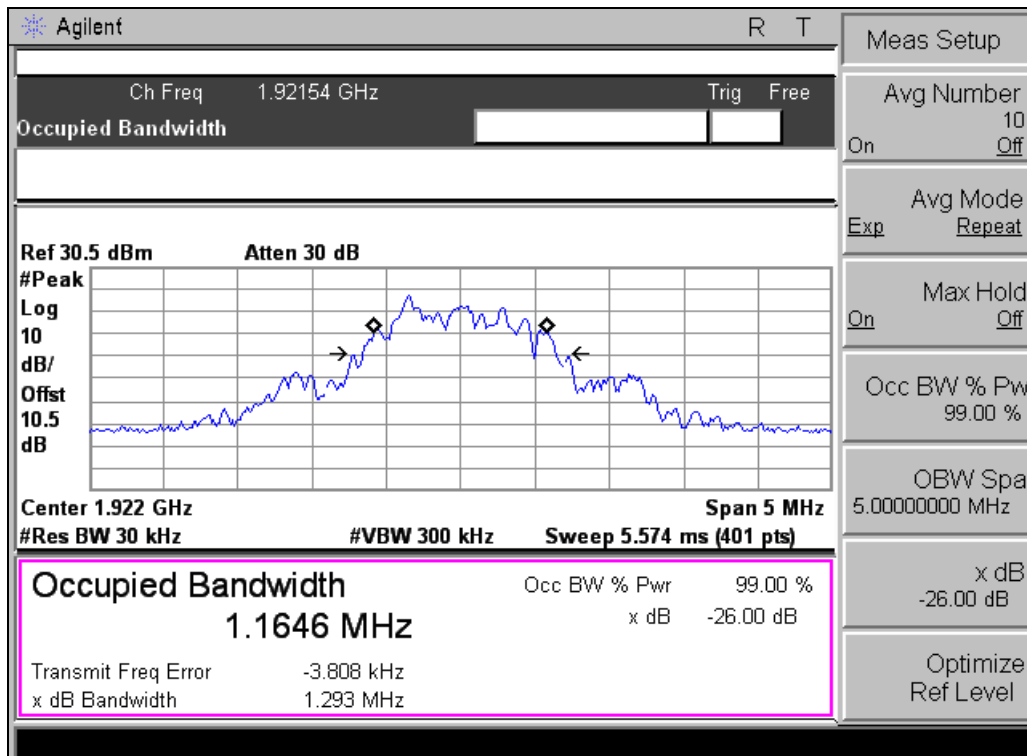 Agilent
R T
Ch Freq 1.92154 GHz Trig Free
Occupied Bandwidth
Ref 30.5 dBm Atten 30 dB
#Peak
Log
10
dB/
Offst
10.5
dB
Center 1.922 GHz Span 5 MHz
#Res BW 30 kHz #VBW 300 kHz Sweep 5.574 ms (401 pts)
Occupied Bandwidth
1.1646 MHz
Occ BW % Pwr 99.00 %
x dB -26.00 dB
Transmit Freq Error -3.808 kHz
x dB Bandwidth 1.293 MHz
Meas Setup
Avg Number
10
On Off
Avg Mode
Exp Repeat
Max Hold
On Off
Occ BW % Pw
99.00 %
OBW Spa
5.00000000 MHz
x dB
-26.00 dB
Optimize
Ref Level